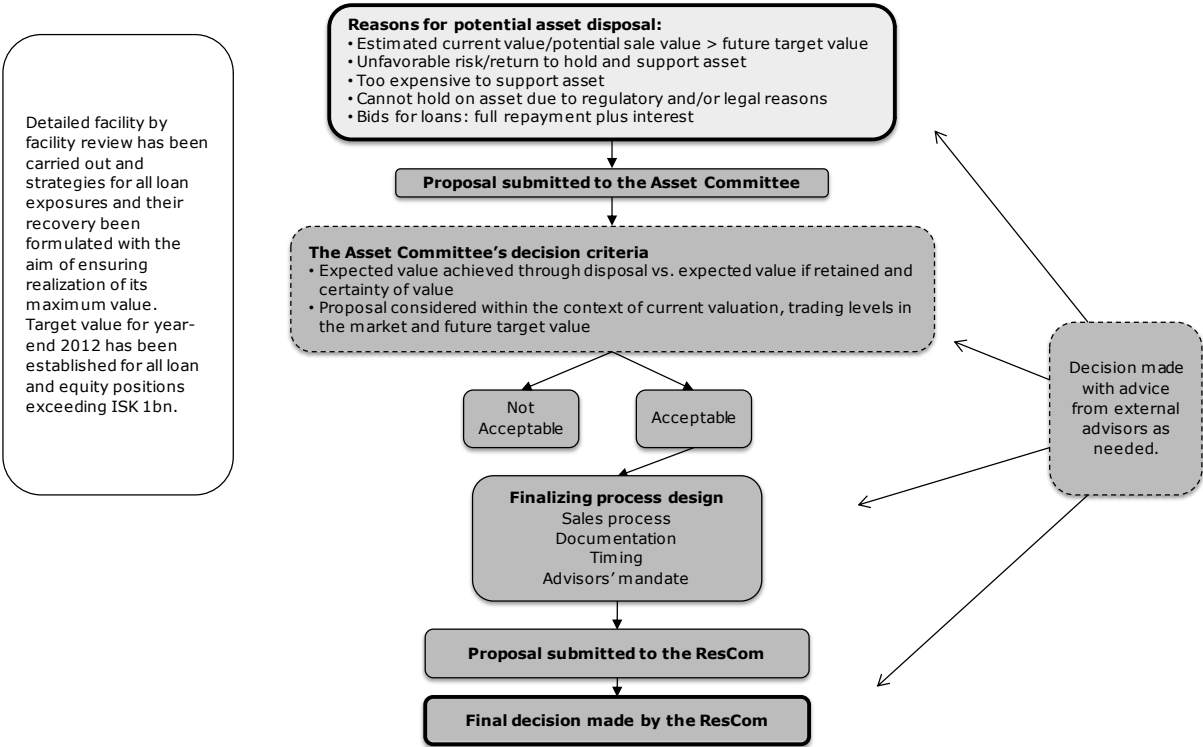 Reasons for potential asset disposal:
• Estimated current value/potential sale value > future target value
• Unfavorable risk/return to hold and support asset
• Too expensive to support asset
• Cannot hold on asset due to regulatory and/or legal reasons
• Bids for loans: full repayment plus interest
Detailed facility by
facility review has been
carried out and
strategies for all loan
exposures and their
recovery been
formulated with the
aim of ensuring
realization of its
maximum value.
Target value for year-
end 2012 has been
established for all loan
and equity positions
exceeding ISK 1bn.
Proposal submitted to the Asset Committee
The Asset Committee’s decision criteria
• Expected value achieved through disposal vs. expected value if retained and
certainty of value
• Proposal considered within the context of current valuation, trading levels in
the market and future target value
Decision made
with advice
from external
advisors as
needed.
Not
Acceptable
Acceptable
Finalizing process design
Sales process
Documentation
Timing
Advisors’ mandate
Proposal submitted to the ResCom
Final decision made by the ResCom